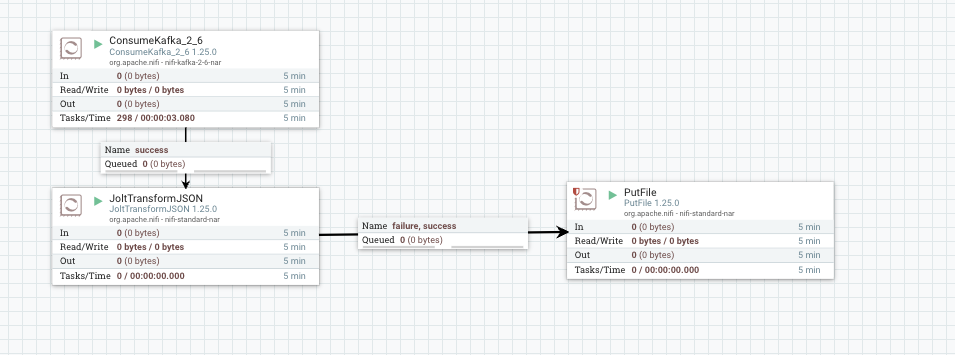 ConsumeKafka_2_6
ConsumeKafka_2_6 1.25.0
org.apache.nifi - nifi-kafka-2-6-nar
In 0 (0 bytes) 5 min
Read/Write 0 bytes / 0 bytes 5 min
Out 0 (0 bytes) 5 min
Tasks/Time 298 / 00:00:03.080 5 min
Name success
Queued 0 (0 bytes)
JoltTransformJSON
JoltTransformJSON 1.25.0
org.apache.nifi - nifi-standard-nar
In 0 (0 bytes) 5 min
Read/Write 0 bytes / 0 bytes 5 min
Out 0 (0 bytes) 5 min
Tasks/Time 0 / 00:00:00.000 5 min
Name failure, success
Queued 0 (0 bytes)
PutFile
PutFile 1.25.0
org.apache.nifi - nifi-standard-nar
In 0 (0 bytes) 5 min
Read/Write 0 bytes / 0 bytes 5 min
Out 0 (0 bytes) 5 min
Tasks/Time 0 / 00:00:00.000 5 min